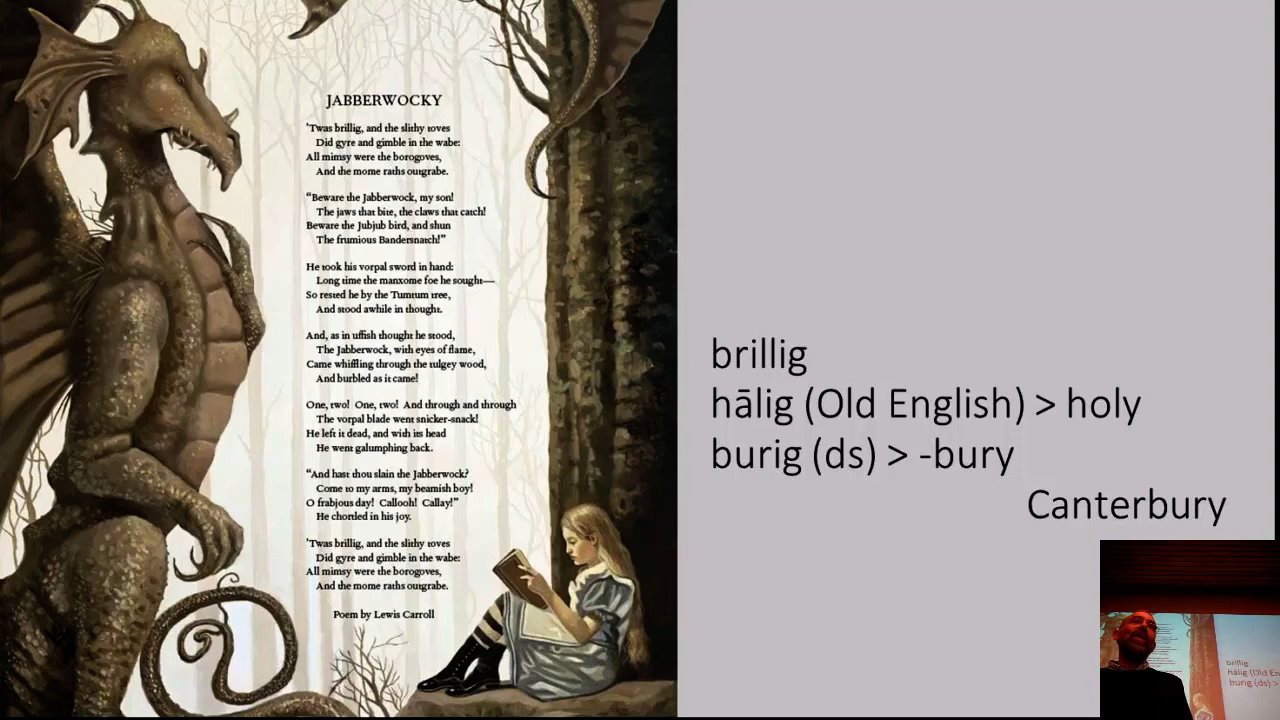 JABBERWOCKY
'Twas brillig, and the slithy toves
Did gyre and gimble in the wabe:
All mimsy were the borogoves,
And the mome raths outgrabe.
“Beware the Jabberwock, my son!
The jaws that bite, the claws that catch!
Beware the Jubjub bird, and shun
The frumious Bandersnatch!”
He took his vorpal sword in hand:
Long time the manxome foe he sought—
So rested he by the Tumtum tree,
And stood awhile in thought.
And, as in uffish thought he stood,
The Jabberwock, with eyes of flame,
Came whiffling through the tulgey wood,
And burbled as it came!
One, two! One, two! And through and through
The vorpal blade went snicker-snack!
He left it dead, and with its head
He went galumphing back.
“And hast thou slain the Jabberwock?
Come to my arms, my beamish boy!
O frabjous day! Callooh! Callay!”
He chortled in his joy.
'Twas brillig, and the slithy toves
Did gyre and gimble in the wabe:
All mimsy were the borogoves,
And the mome raths outgrabe.
Poem by Lewis Carroll
brillig
hālig (Old English) > holy
burig (ds) > -bury
Canterbury
brillig
hālig (Old En
burig (ds) >